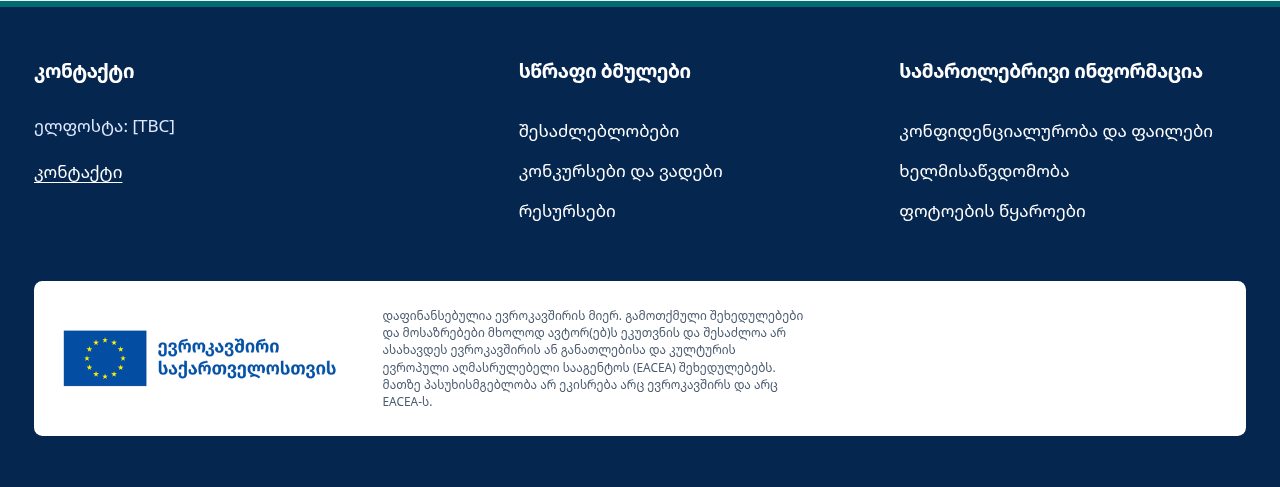 კონტაქტი
ელფოსტა: [TBC]
კონტაქტი
სწრაფი ბმულები
შესაძლებლობები
კონკურსები და ვადები
რესურსები
სამართლებრივი ინფორმაცია
კონფიდენციალურობა და ფაილები
ხელმისაწვდომობა
ფოტოების წყაროები
ევროკავშირი
საქართველოსთვის
დაფინანსებულია ევროკავშირის მიერ. გამოთქმული შეხედულებები
და მოსაზრებები მხოლოდ ავტორ(ებ)ს ეკუთვნის და შესაძლოა არ
ასახავდეს ევროკავშირის ან განათლებისა და კულტურის
ევროპული აღმასრულებელი სააგენტოს (EACEA) შეხედულებებს.
მათზე პასუხისმგებლობა არ ეკისრება არც ევროკავშირს და არც
EACEA-ს.